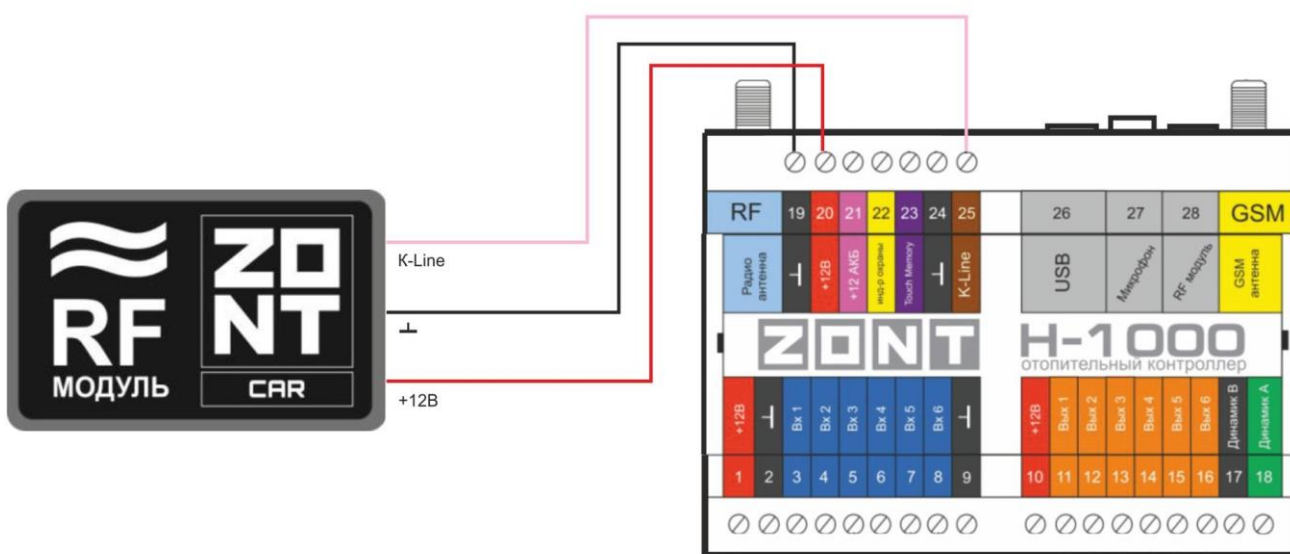 K-Line
⊥
+12В
RF
МОДУЛЬ
ZONT
CAR
RF 19 20 21 22 23 24 25 26 27 28 GSM
Радио антенна
⊥
+12В
+12 АКБ
инд-р охраны
Touch Memory
⊥
K-Line
USB
Микрофон
RF модуль
GSM антенна
ZONT
H-1000
отопительный контроллер
+12В ⊥ Вх 1 Вх 2 Вх 3 Вх 4 Вх 5 Вх 6 ⊥ +12В Вых 1 Вых 2 Вых 3 Вых 4 Вых 5 Вых 6 Динамик B Динамик A
1 2 3 4 5 6 7 8 9 10 11 12 13 14 15 16 17 18